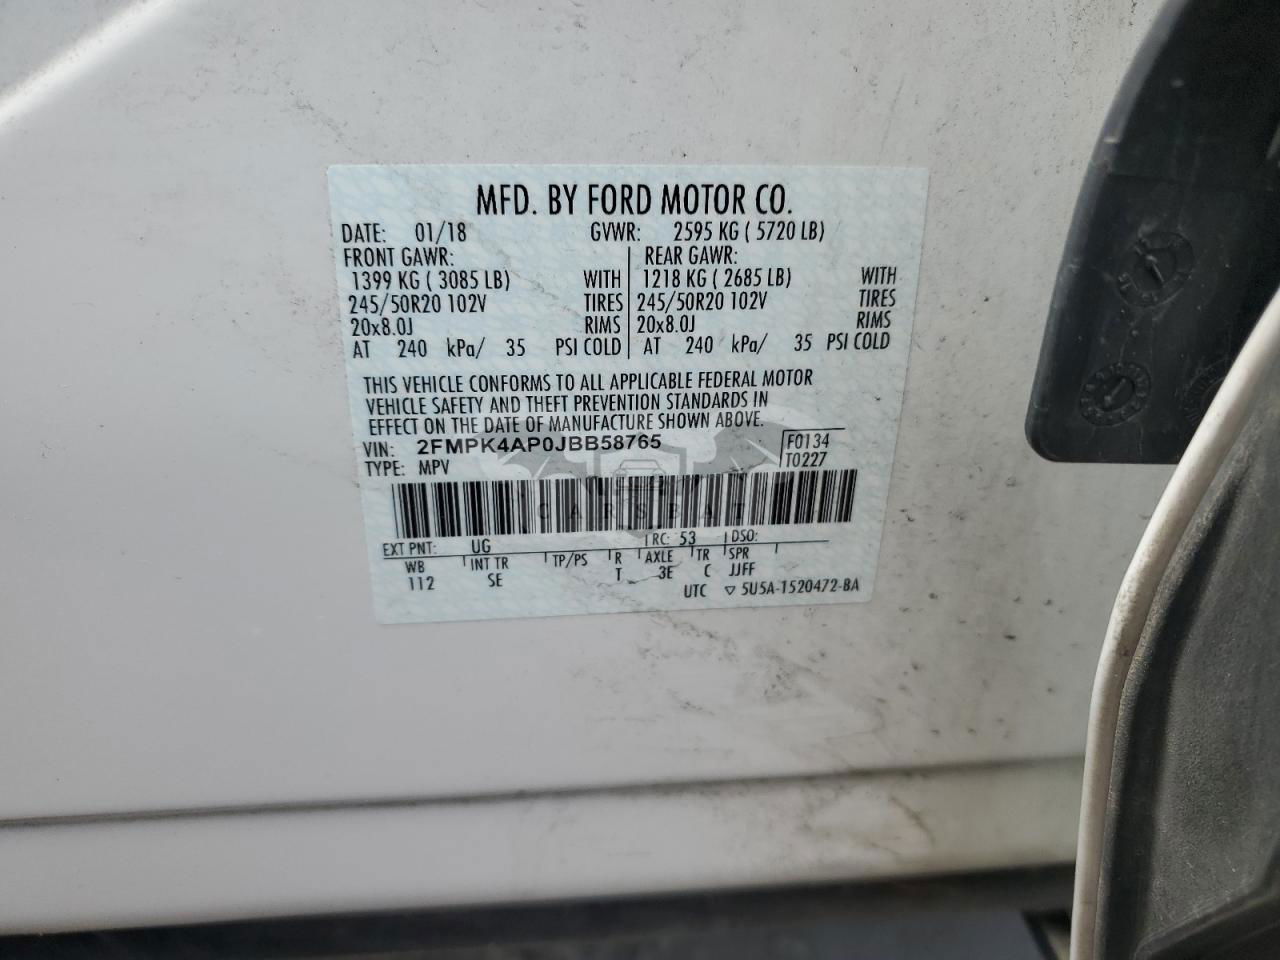 MFD. BY FORD MOTOR CO.
DATE: 01/18 GVWR: 2595 KG ( 5720 LB)
FRONT GAWR: REAR GAWR:
1399 KG ( 3085 LB) WITH 1218 KG ( 2685 LB) WITH
245/50R20 102V TIRES 245/50R20 102V TIRES
20x8.0J RIMS 20x8.0J RIMS
AT 240 kPa/ 35 PSI COLD AT 240 kPa/ 35 PSI COLD
THIS VEHICLE CONFORMS TO ALL APPLICABLE FEDERAL MOTOR
VEHICLE SAFETY AND THEFT PREVENTION STANDARDS IN
EFFECT ON THE DATE OF MANUFACTURE SHOWN ABOVE.
VIN: 2FMPK4AP0JBB58765 F0134
TYPE: MPV T0227
CARSBAT
EXT PNT: UG RC: 53 DSO:
WB INT TR TP/PS R AXLE TR SPR
112 SE T 3E C JJFF
UTC ▽ 5U5A-1520472-BA